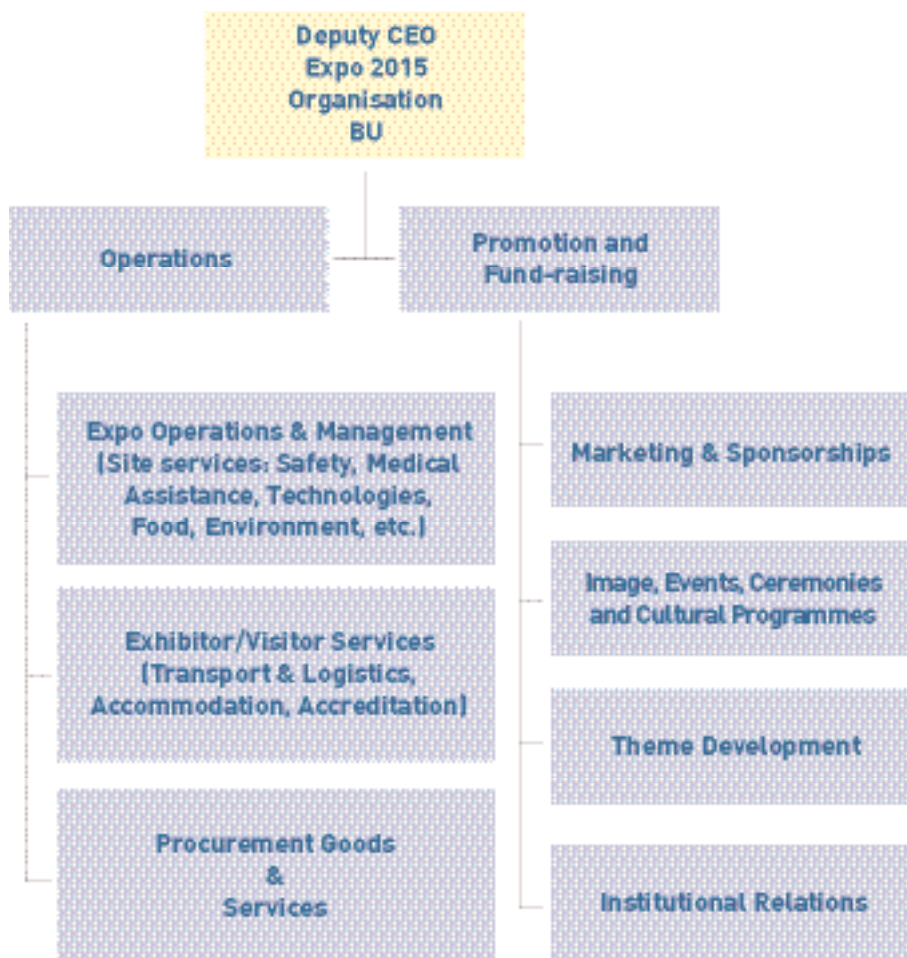 Deputy CEO
Expo 2015
Organisation
BU
Operations
Promotion and
Fund-raising
Expo Operations & Management
(Site services: Safety, Medical
Assistance, Technologies,
Food, Environment, etc.)
Exhibitor/Visitor Services
(Transport & Logistics,
Accommodation, Accreditation)
Procurement Goods
&
Services
Marketing & Sponsorships
Image, Events, Ceremonies
and Cultural Programmes
Theme Development
Institutional Relations